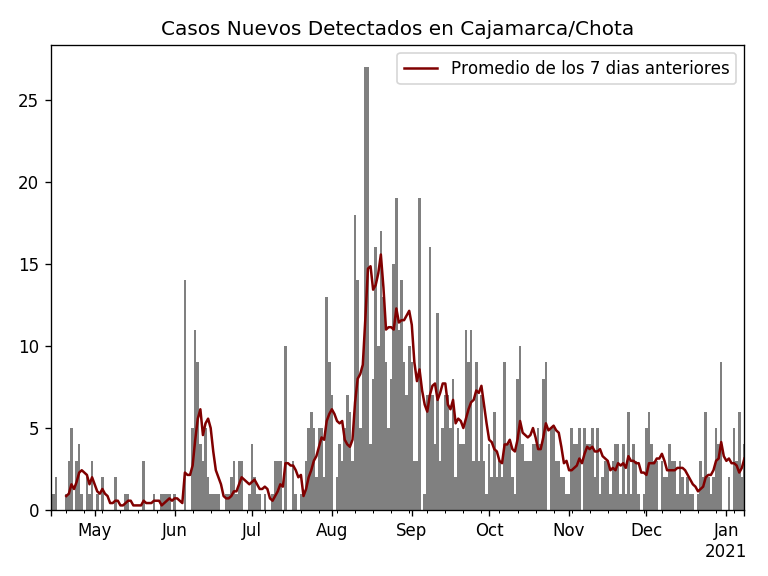 Casos Nuevos Detectados en Cajamarca/Chota
Promedio de los 7 dias anteriores
25
20
15
10
5
0
May Jun Jul Aug Sep Oct Nov Dec Jan
2021